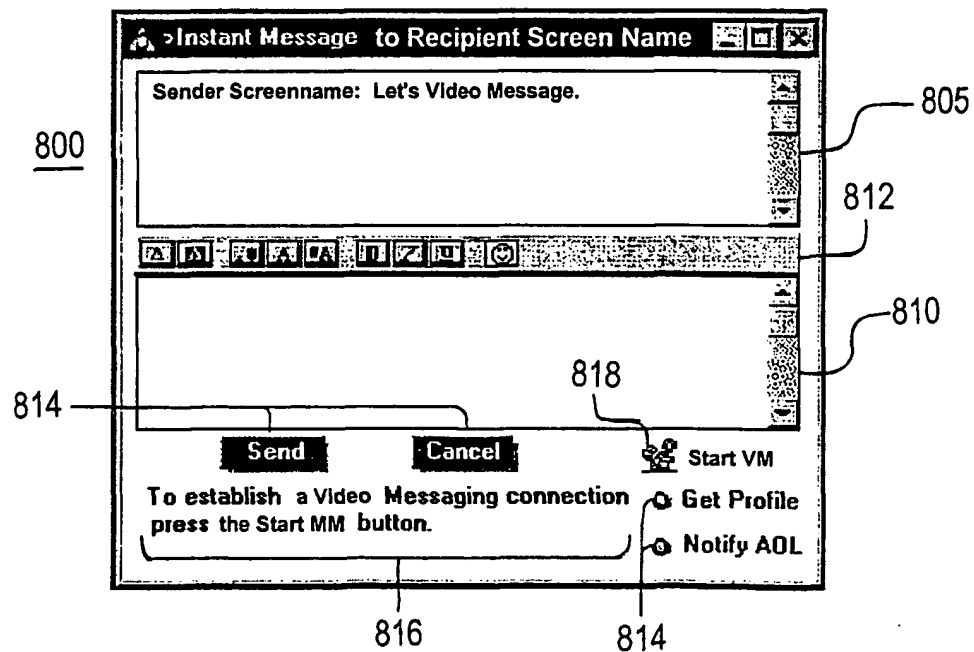 >Instant Message to Recipient Screen Name
Sender Screenname: Let's Video Message.
805
800
812
810
818
814
Send Cancel Start VM
To establish a Video Messaging connection
press the Start MM button.
Get Profile
Notify AOL
816
814